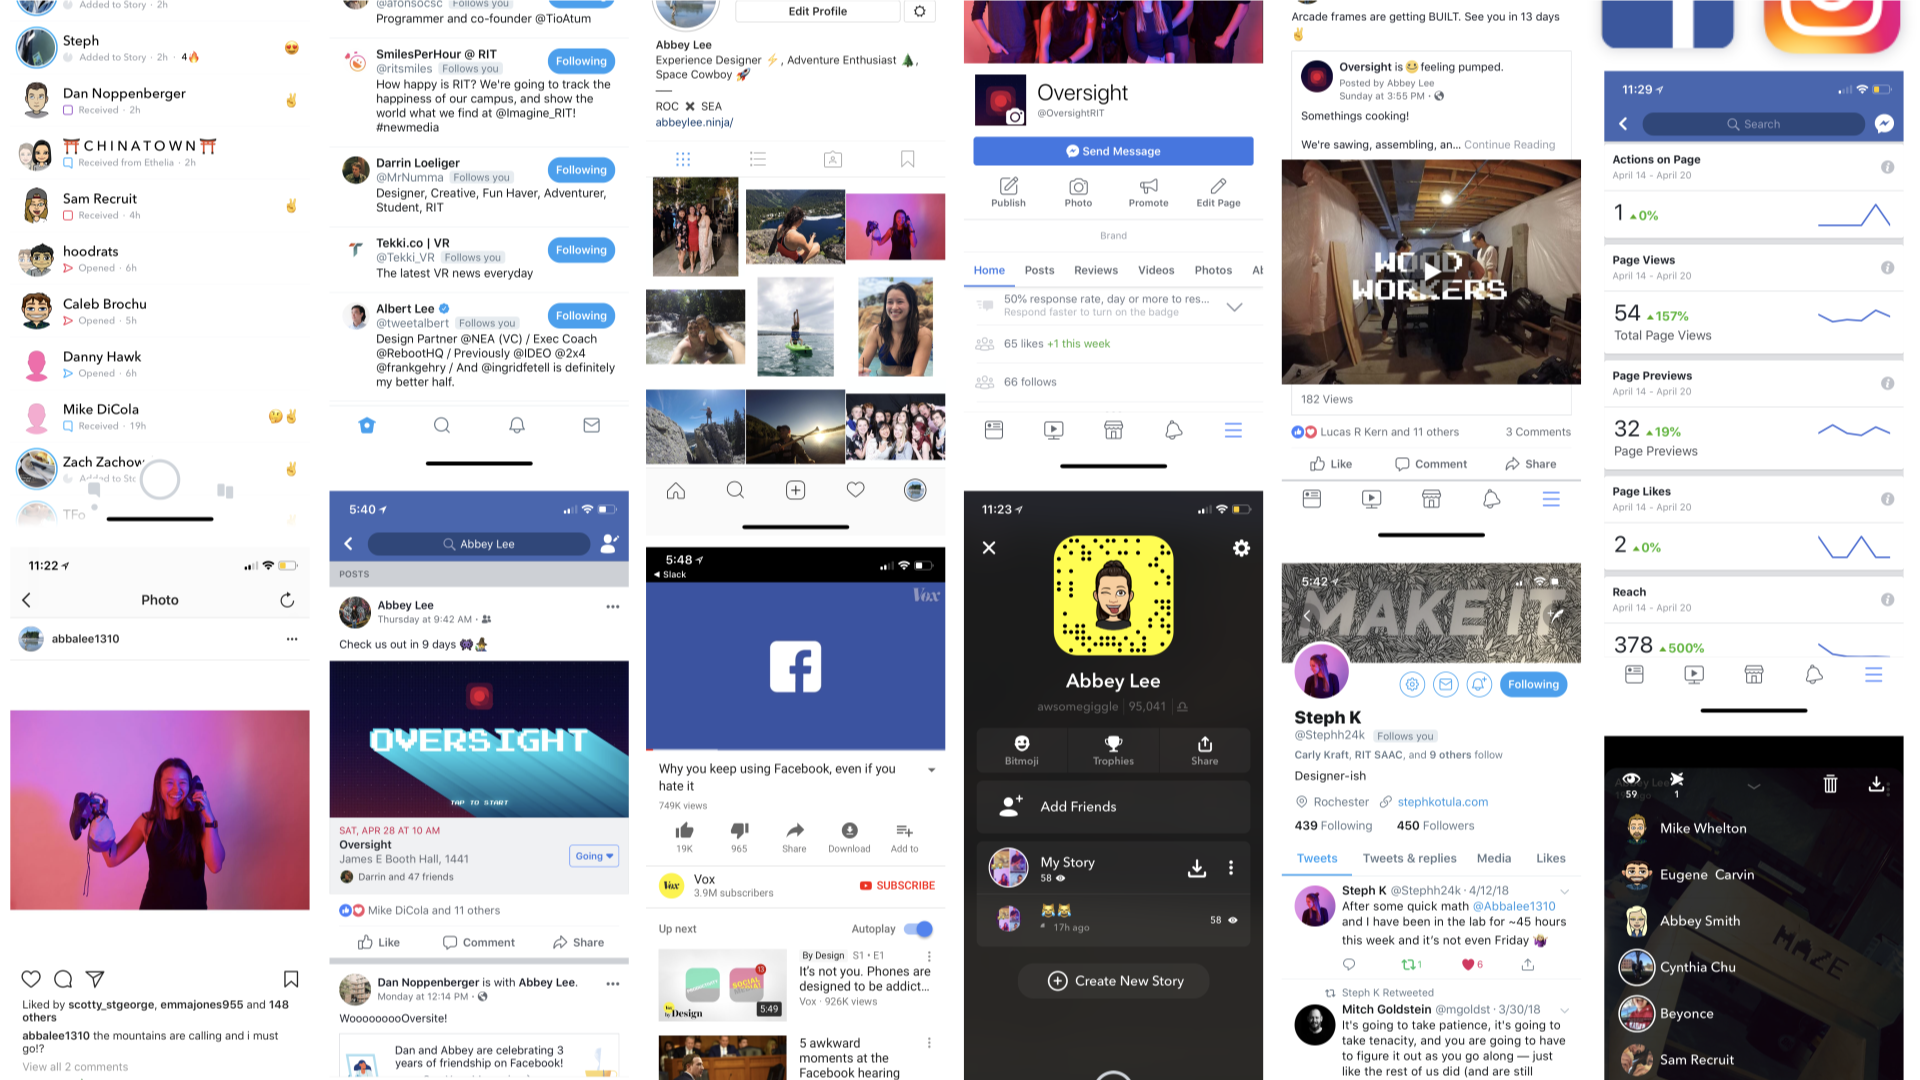 Added to Story · 2h
Steph
Added to Story · 2h · 4🔥
😍
Dan Noppenberger
Received · 2h
✌
⛩CHINATOWN⛩
Received from Ethelia · 2h
Sam Recruit
Received · 4h
✌
hoodrats
Opened · 6h
Caleb Brochu
Opened · 5h
Danny Hawk
Opened · 6h
Mike DiCola
Received · 19h
🤔✌
Zach Zachow
Added to Sto
✌
TFo
11:22
Photo
abbalee1310
Liked by scotty_stgeorge, emmajones955 and 148
others
abbalee1310 the mountains are calling and i must
go!?
View all 2 comments
@afonsocsc Follows you
Programmer and co-founder @TioAtum
SmilesPerHour @ RIT
@ritsmiles Follows you
Following
How happy is RIT? We're going to track the
happiness of our campus, and show the
world what we find at @Imagine_RIT!
#newmedia
Darrin Loeliger
@MrNumma Follows you
Following
Designer, Creative, Fun Haver, Adventurer,
Student, RIT
Tekki.co | VR
@Tekki_VR Follows you
Following
The latest VR news everyday
Albert Lee
@tweetalbert Follows you
Following
Design Partner @NEA (VC) / Exec Coach
@RebootHQ / Previously @IDEO @2x4
@frankgehry / And @ingridfetell is definitely
my better half.
5:40
Abbey Lee
POSTS
Abbey Lee
Thursday at 9:42 AM ·
Check us out in 9 days
OVERSIGHT
TAP TO START
SAT, APR 28 AT 10 AM
Oversight
James E Booth Hall, 1441
Darrin and 47 friends
Going
Mike DiCola and 11 others
Like Comment Share
Dan Noppenberger is with Abbey Lee.
Monday at 12:14 PM ·
WooooooooOversite!
Dan and Abbey are celebrating 3
years of friendship on Facebook!
Edit Profile
Abbey Lee
Experience Designer ⚡, Adventure Enthusiast 🌲,
Space Cowboy 🚀
—
ROC ✖ SEA
abbeylee.ninja/
5:48
Slack
Vox
Why you keep using Facebook, even if you
hate it
749K views
19K 965 Share Download Add to
Vox
Vox
3.9M subscribers
SUBSCRIBE
Up next
Autoplay
By Design S1 • E1
It's not you. Phones are
designed to be addict...
Vox · 926K views
SOCIAL
13
by Design
5:49
5 awkward
moments at the
Facebook hearing
Oversight
@OversightRIT
Send Message
Publish Photo Promote Edit Page
Brand
Home Posts Reviews Videos Photos Al
50% response rate, day or more to res...
Respond faster to turn on the badge
65 likes +1 this week
66 follows
11:23
Abbey Lee
awsomegiggle 95,041 ♎
Bitmoji Trophies Share
Add Friends
My Story
58
😹😹
17h ago
58
Create New Story
Arcade frames are getting BUILT. See you in 13 days
✌
Oversight is 😄 feeling pumped.
Posted by Abbey Lee
Sunday at 3:55 PM ·
Somethings cooking!
We're sawing, assembling, an... Continue Reading
WOOD
WORKERS
182 Views
Lucas R Kern and 11 others
3 Comments
Like Comment Share
5:42
MAKE IT
Following
Steph K
@Stephh24k Follows you
Carly Kraft, RIT SAAC, and 9 others follow
Designer-ish
Rochester stephkotula.com
439 Following 450 Followers
Tweets Tweets & replies Media Likes
Steph K @Stephh24k · 4/12/18
After some quick math @Abbalee1310
and I have been in the lab for ~45 hours
this week and it's not even Friday
1 6
Steph K Retweeted
Mitch Goldstein @mgoldst · 3/30/18
It's going to take patience, it's going to
take tenacity, and you are going to have
to figure it out as you go along — just
like the rest of us did (and are still
11:29
Search
Actions on Page
April 14 - April 20
1 0%
Page Views
April 14 - April 20
54 157%
Total Page Views
Page Previews
April 14 - April 20
32 19%
Page Previews
Page Likes
April 14 - April 20
2 0%
Reach
April 14 - April 20
378 500%
Abbey Lee
59
1
Mike Whelton
Eugene Carvin
Abbey Smith
Cynthia Chu
Beyonce
Sam Recruit
MAZE